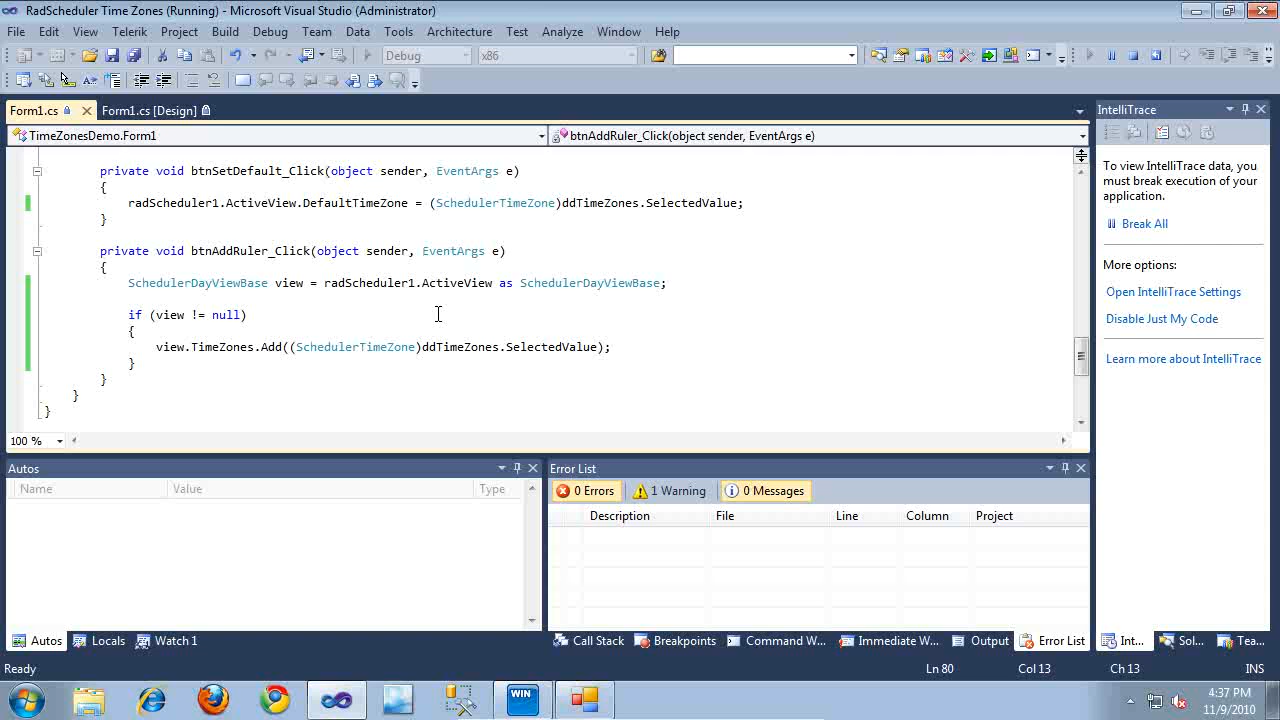 RadScheduler Time Zones (Running) - Microsoft Visual Studio (Administrator)
File Edit View Telerik Project Build Debug Team Data Tools Architecture Test Analyze Window Help
Debug x86
Form1.cs Form1.cs [Design] IntelliTrace
TimeZonesDemo.Form1 btnAddRuler_Click(object sender, EventArgs e)
private void btnSetDefault_Click(object sender, EventArgs e)
{
radScheduler1.ActiveView.DefaultTimeZone = (SchedulerTimeZone)ddTimeZones.SelectedValue;
}
private void btnAddRuler_Click(object sender, EventArgs e)
{
SchedulerDayViewBase view = radScheduler1.ActiveView as SchedulerDayViewBase;
if (view != null)
{
view.TimeZones.Add((SchedulerTimeZone)ddTimeZones.SelectedValue);
}
}
}
}
100 %
To view IntelliTrace data, you
must break execution of your
application.
Break All
More options:
Open IntelliTrace Settings
Disable Just My Code
Learn more about IntelliTrace
Autos
Name Value Type
Error List
0 Errors 1 Warning 0 Messages
Description File Line Column Project
Autos Locals Watch 1
Call Stack Breakpoints Command W... Immediate W... Output Error List
Int... Sol... Tea...
Ready Ln 80 Col 13 Ch 13 INS
WIN
4:37 PM
11/9/2010